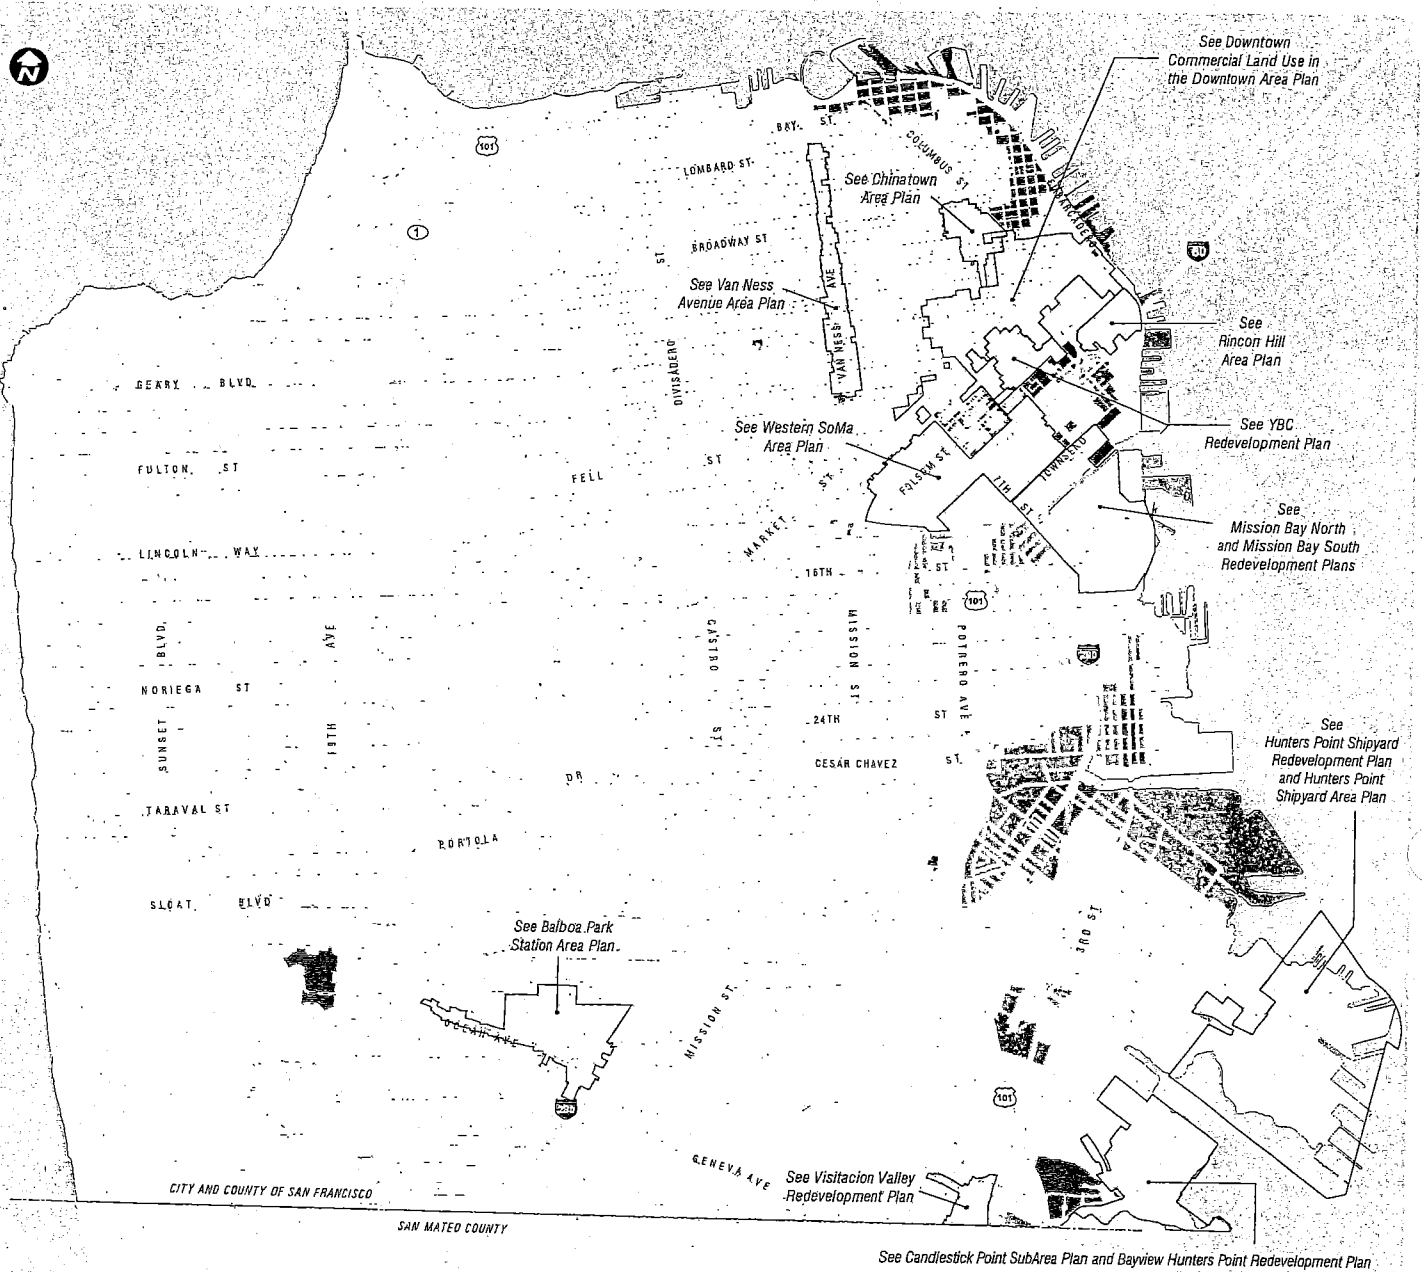 N
See Downtown
Commercial Land Use in
the Downtown Area Plan
101
BAY ST
COLUMBUS ST
LOMBARD ST
See Chinatown
Area Plan
EMBARCADERO
1
BROADWAY ST
80
ST
See Van Ness
Avenue Area Plan
VAN NESS AVE
See
Rincon Hill
Area Plan
DIVISADERO
GEARY BLVD
See Western SoMa
Area Plan
See YBC
Redevelopment Plan
FULTON ST
FELL ST
FOLSEM ST
TOWNSEND
7TH ST
ST
MARKET
See
Mission Bay North
and Mission Bay South
Redevelopment Plans
LINCOLN WAY
16TH ST
101
SUNSET BLVD
19TH AVE
CASTRO ST
MISSION ST
POTRERO AVE
280
NORIEGA ST
24TH ST
CESAR CHAVEZ ST
See
Hunters Point Shipyard
Redevelopment Plan
and Hunters Point
Shipyard Area Plan
DR
TARAVAL ST
PORTOLA
SLOAT BLVD
3RD ST
See Balboa Park
Station Area Plan
OCEAN AVE
MISSION ST
280
101
GENEVA AVE
See Visitacion Valley
Redevelopment Plan
CITY AND COUNTY OF SAN FRANCISCO
SAN MATEO COUNTY
See Candlestick Point SubArea Plan and Bayview Hunters Point Redevelopment Plan